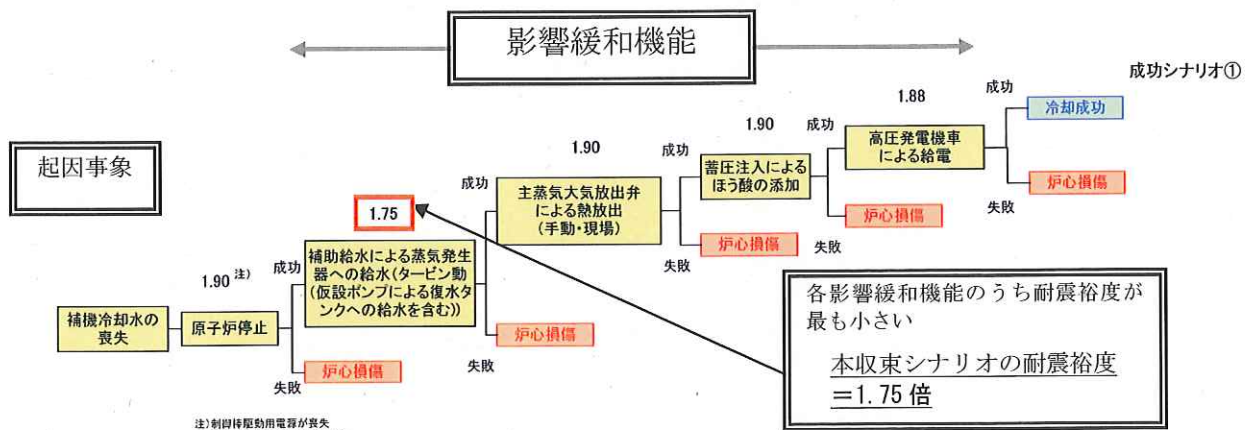 影響緩和機能
成功シナリオ①
起因事象
1.90 注)
成功
1.75
成功
1.90
成功
1.90
成功
1.88
成功
補機冷却水の
喪失
原子炉停止
補助給水による蒸気発生
器への給水(タービン動
(仮設ポンプによる復水タ
ンクへの給水を含む))
主蒸気大気放出弁
による熱放出
(手動・現場)
蓄圧注入による
ほう酸の添加
高圧発電機車
による給電
冷却成功
炉心損傷
失敗
炉心損傷
失敗
炉心損傷
失敗
炉心損傷
失敗
炉心損傷
失敗
各影響緩和機能のうち耐震裕度が
最も小さい
本収束シナリオの耐震裕度
＝1.75 倍
注)制御棒駆動用電源が喪失